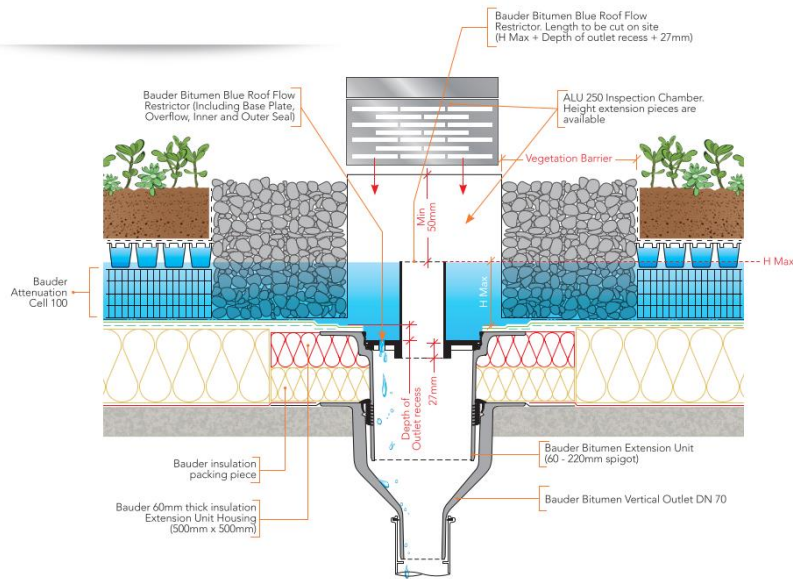 Bauder Bitumen Blue Roof Flow
Restrictor. Length to be cut on site
(H Max + Depth of outlet recess + 27mm)
Bauder Bitumen Blue Roof Flow
Restrictor (Including Base Plate,
Overflow, Inner and Outer Seal)
ALU 250 Inspection Chamber.
Height extension pieces are
available
Vegetation Barrier
Min
50mm
H Max
H Max
Bauder
Attenuation
Cell 100
Depth of
Outlet recess
27mm
Bauder insulation
packing piece
Bauder 60mm thick insulation
Extension Unit Housing
(500mm x 500mm)
Bauder Bitumen Extension Unit
(60 - 220mm spigot)
Bauder Bitumen Vertical Outlet DN 70